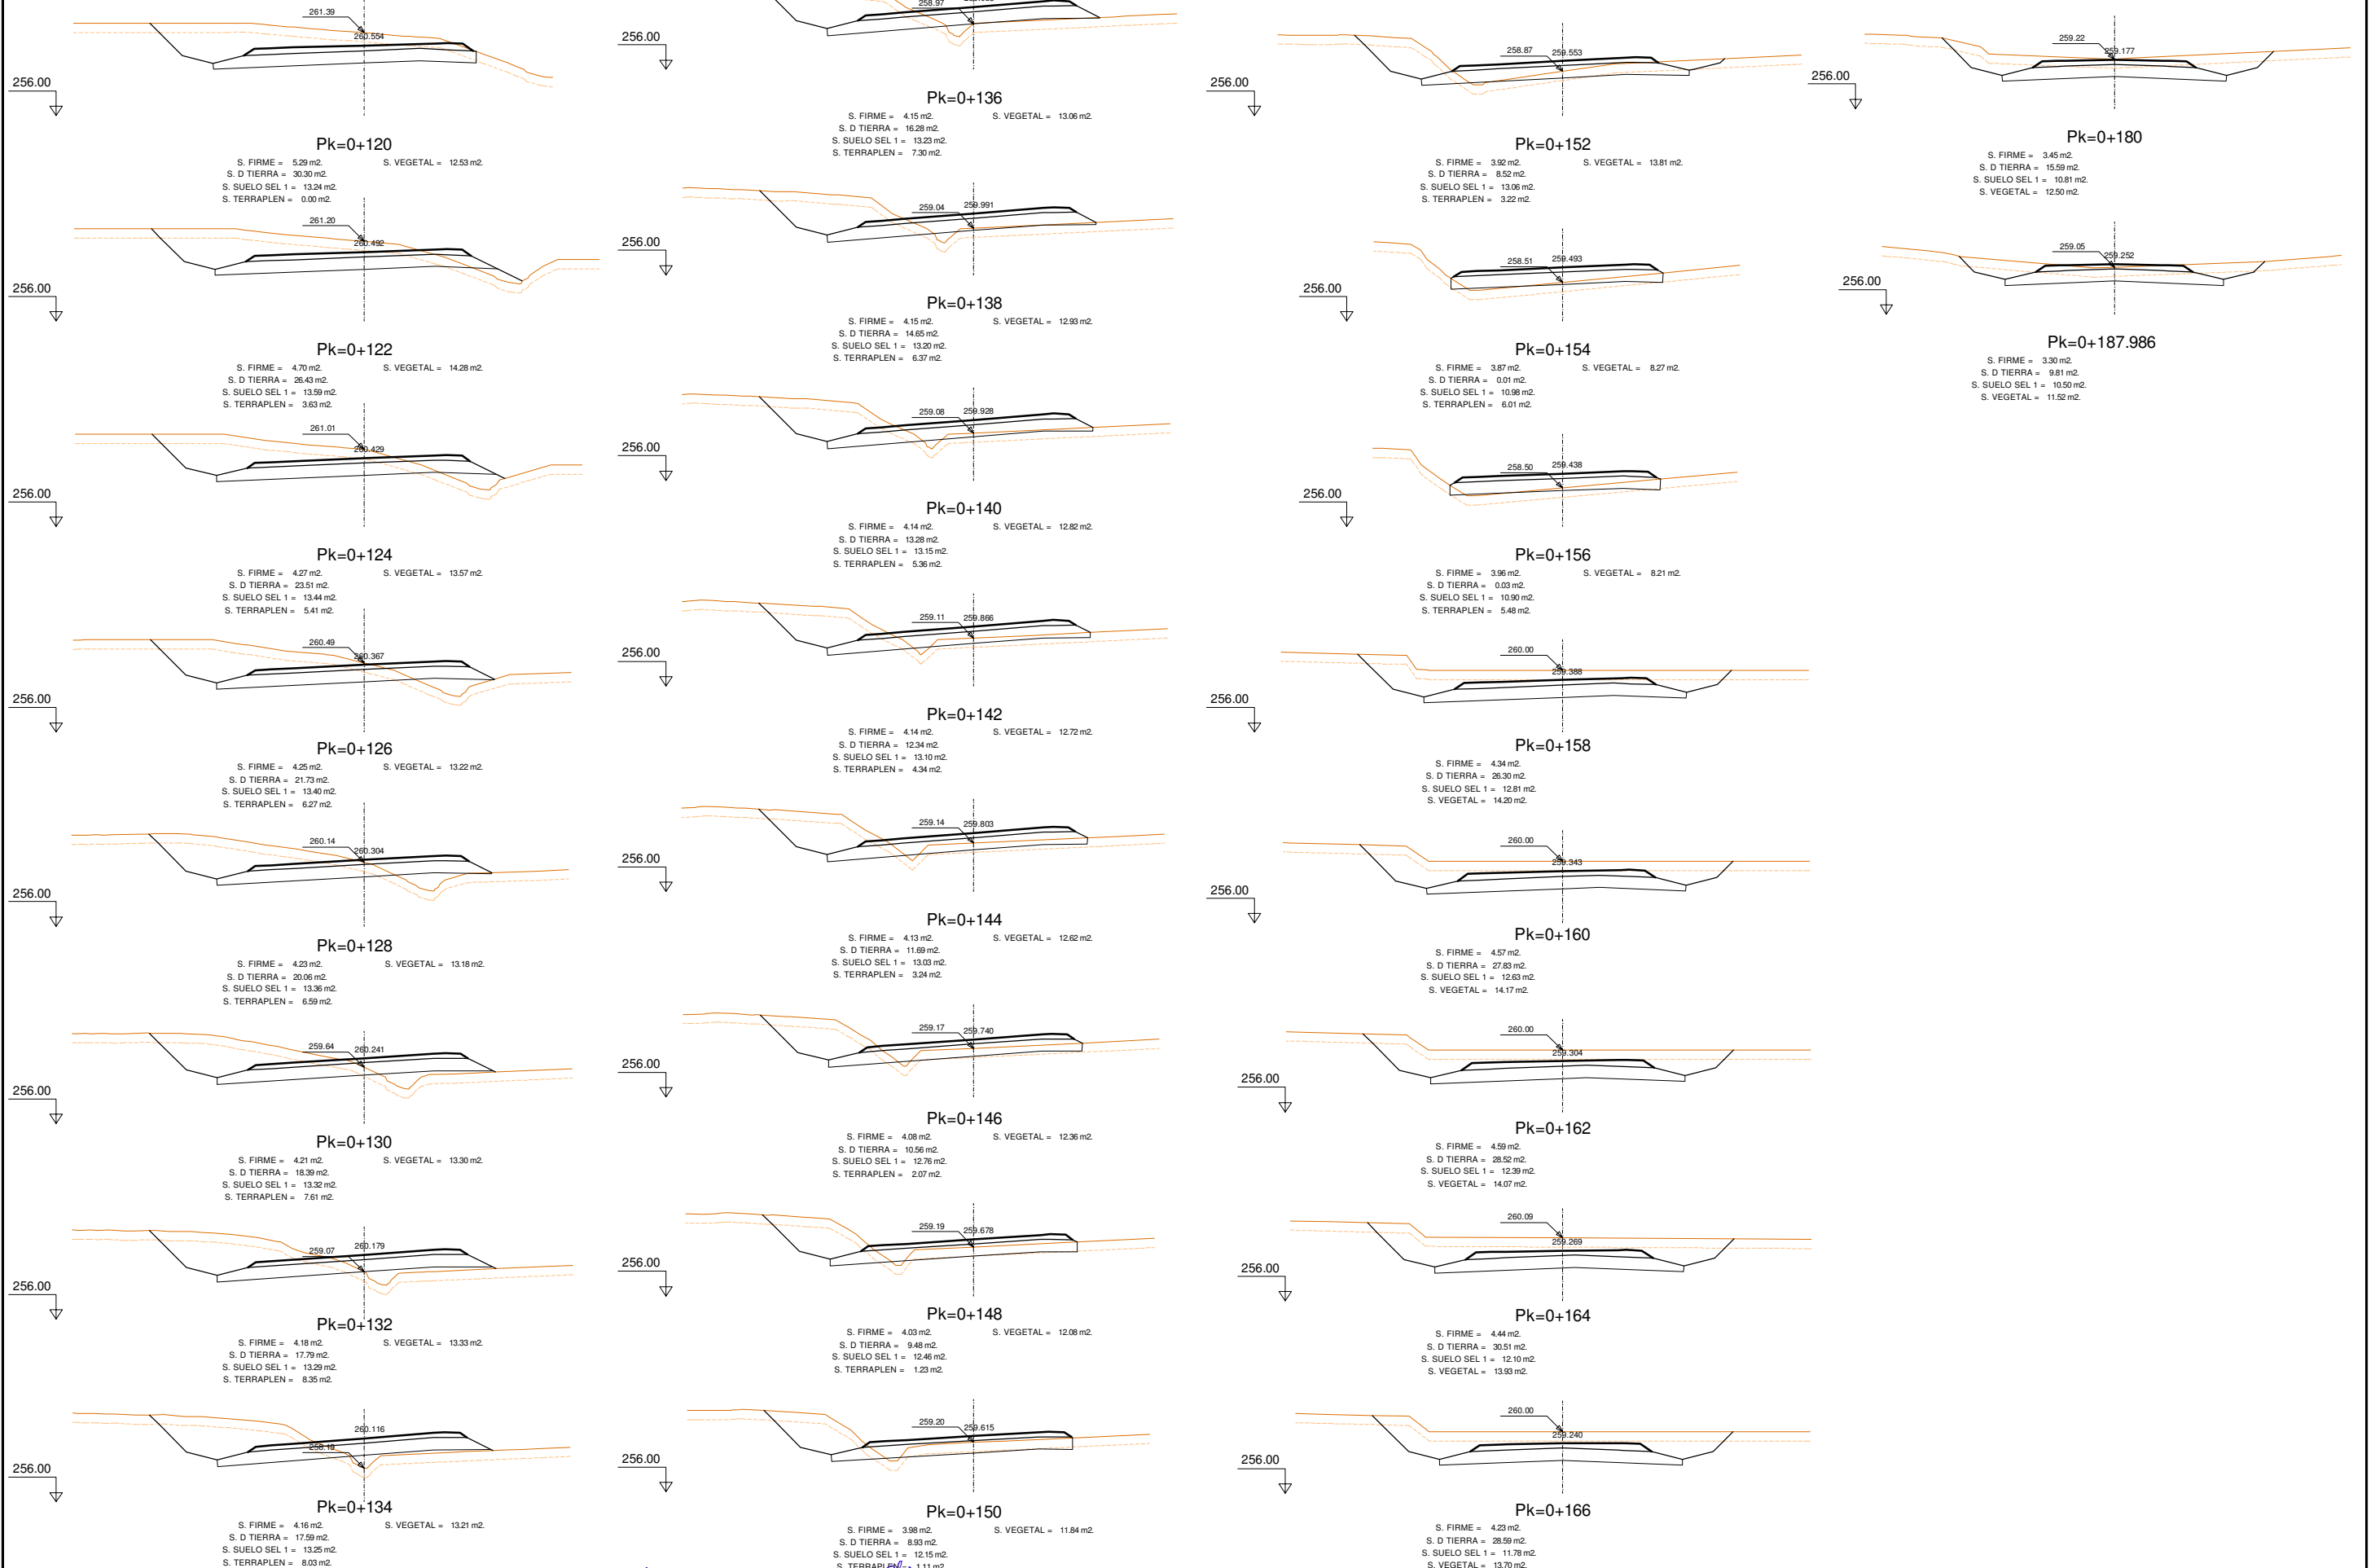 261.39
260.554
256.00
Pk=0+120
S. FIRME = 5.29 m2. S. VEGETAL = 12.53 m2.
S. D TIERRA = 30.30 m2.
S. SUELO SEL 1 = 13.24 m2.
S. TERRAPLEN = 0.00 m2.
261.20
260.492
256.00
Pk=0+122
S. FIRME = 4.70 m2. S. VEGETAL = 14.28 m2.
S. D TIERRA = 26.43 m2.
S. SUELO SEL 1 = 13.59 m2.
S. TERRAPLEN = 3.63 m2.
261.01
260.429
256.00
Pk=0+124
S. FIRME = 4.27 m2. S. VEGETAL = 13.57 m2.
S. D TIERRA = 23.51 m2.
S. SUELO SEL 1 = 13.44 m2.
S. TERRAPLEN = 5.41 m2.
260.49
260.367
256.00
Pk=0+126
S. FIRME = 4.25 m2. S. VEGETAL = 13.22 m2.
S. D TIERRA = 21.73 m2.
S. SUELO SEL 1 = 13.40 m2.
S. TERRAPLEN = 6.27 m2.
260.14
260.304
256.00
Pk=0+128
S. FIRME = 4.23 m2. S. VEGETAL = 13.18 m2.
S. D TIERRA = 20.06 m2.
S. SUELO SEL 1 = 13.36 m2.
S. TERRAPLEN = 6.59 m2.
259.64 260.241
256.00
Pk=0+130
S. FIRME = 4.21 m2. S. VEGETAL = 13.30 m2.
S. D TIERRA = 18.39 m2.
S. SUELO SEL 1 = 13.32 m2.
S. TERRAPLEN = 7.61 m2.
259.07 260.179
256.00
Pk=0+132
S. FIRME = 4.18 m2. S. VEGETAL = 13.33 m2.
S. D TIERRA = 17.79 m2.
S. SUELO SEL 1 = 13.29 m2.
S. TERRAPLEN = 8.35 m2.
260.116
256.00
Pk=0+134
S. FIRME = 4.16 m2. S. VEGETAL = 13.21 m2.
S. D TIERRA = 17.59 m2.
S. SUELO SEL 1 = 13.25 m2.
S. TERRAPLEN = 8.03 m2.
258.97
256.00
Pk=0+136
S. FIRME = 4.15 m2. S. VEGETAL = 13.06 m2.
S. D TIERRA = 16.28 m2.
S. SUELO SEL 1 = 13.23 m2.
S. TERRAPLEN = 7.30 m2.
259.04 259.991
256.00
Pk=0+138
S. FIRME = 4.15 m2. S. VEGETAL = 12.93 m2.
S. D TIERRA = 14.65 m2.
S. SUELO SEL 1 = 13.20 m2.
S. TERRAPLEN = 6.37 m2.
259.08 259.928
256.00
Pk=0+140
S. FIRME = 4.14 m2. S. VEGETAL = 12.82 m2.
S. D TIERRA = 13.28 m2.
S. SUELO SEL 1 = 13.15 m2.
S. TERRAPLEN = 5.36 m2.
259.11 259.866
256.00
Pk=0+142
S. FIRME = 4.14 m2. S. VEGETAL = 12.72 m2.
S. D TIERRA = 12.34 m2.
S. SUELO SEL 1 = 13.10 m2.
S. TERRAPLEN = 4.34 m2.
259.14 259.803
256.00
Pk=0+144
S. FIRME = 4.13 m2. S. VEGETAL = 12.62 m2.
S. D TIERRA = 11.69 m2.
S. SUELO SEL 1 = 13.03 m2.
S. TERRAPLEN = 3.24 m2.
259.17 259.740
256.00
Pk=0+146
S. FIRME = 4.08 m2. S. VEGETAL = 12.36 m2.
S. D TIERRA = 10.56 m2.
S. SUELO SEL 1 = 12.76 m2.
S. TERRAPLEN = 2.07 m2.
259.19 259.678
256.00
Pk=0+148
S. FIRME = 4.03 m2. S. VEGETAL = 12.08 m2.
S. D TIERRA = 9.48 m2.
S. SUELO SEL 1 = 12.46 m2.
S. TERRAPLEN = 1.23 m2.
259.20 259.615
256.00
Pk=0+150
S. FIRME = 3.98 m2. S. VEGETAL = 11.84 m2.
S. D TIERRA = 8.93 m2.
S. SUELO SEL 1 = 12.15 m2.
S. TERRAPLEN = 1.11 m2.
258.87 259.553
256.00
Pk=0+152
S. FIRME = 3.92 m2. S. VEGETAL = 13.81 m2.
S. D TIERRA = 8.52 m2.
S. SUELO SEL 1 = 13.06 m2.
S. TERRAPLEN = 3.22 m2.
258.51 259.493
256.00
Pk=0+154
S. FIRME = 3.87 m2. S. VEGETAL = 8.27 m2.
S. D TIERRA = 0.01 m2.
S. SUELO SEL 1 = 10.98 m2.
S. TERRAPLEN = 6.01 m2.
258.50 259.438
256.00
Pk=0+156
S. FIRME = 3.96 m2. S. VEGETAL = 8.21 m2.
S. D TIERRA = 0.03 m2.
S. SUELO SEL 1 = 10.90 m2.
S. TERRAPLEN = 5.48 m2.
260.00
259.388
256.00
Pk=0+158
S. FIRME = 4.34 m2.
S. D TIERRA = 26.30 m2.
S. SUELO SEL 1 = 12.81 m2.
S. VEGETAL = 14.20 m2.
260.00
259.343
256.00
Pk=0+160
S. FIRME = 4.57 m2.
S. D TIERRA = 27.83 m2.
S. SUELO SEL 1 = 12.63 m2.
S. VEGETAL = 14.17 m2.
260.00
259.304
256.00
Pk=0+162
S. FIRME = 4.59 m2.
S. D TIERRA = 28.52 m2.
S. SUELO SEL 1 = 12.39 m2.
S. VEGETAL = 14.07 m2.
260.09
259.269
256.00
Pk=0+164
S. FIRME = 4.44 m2.
S. D TIERRA = 30.51 m2.
S. SUELO SEL 1 = 12.10 m2.
S. VEGETAL = 13.93 m2.
260.00
259.240
256.00
Pk=0+166
S. FIRME = 4.23 m2.
S. D TIERRA = 28.59 m2.
S. SUELO SEL 1 = 11.78 m2.
S. VEGETAL = 13.70 m2.
259.22
259.177
256.00
Pk=0+180
S. FIRME = 3.45 m2.
S. D TIERRA = 15.59 m2.
S. SUELO SEL 1 = 10.81 m2.
S. VEGETAL = 12.50 m2.
259.05
259.252
256.00
Pk=0+187.986
S. FIRME = 3.30 m2.
S. D TIERRA = 9.81 m2.
S. SUELO SEL 1 = 10.50 m2.
S. VEGETAL = 11.52 m2.